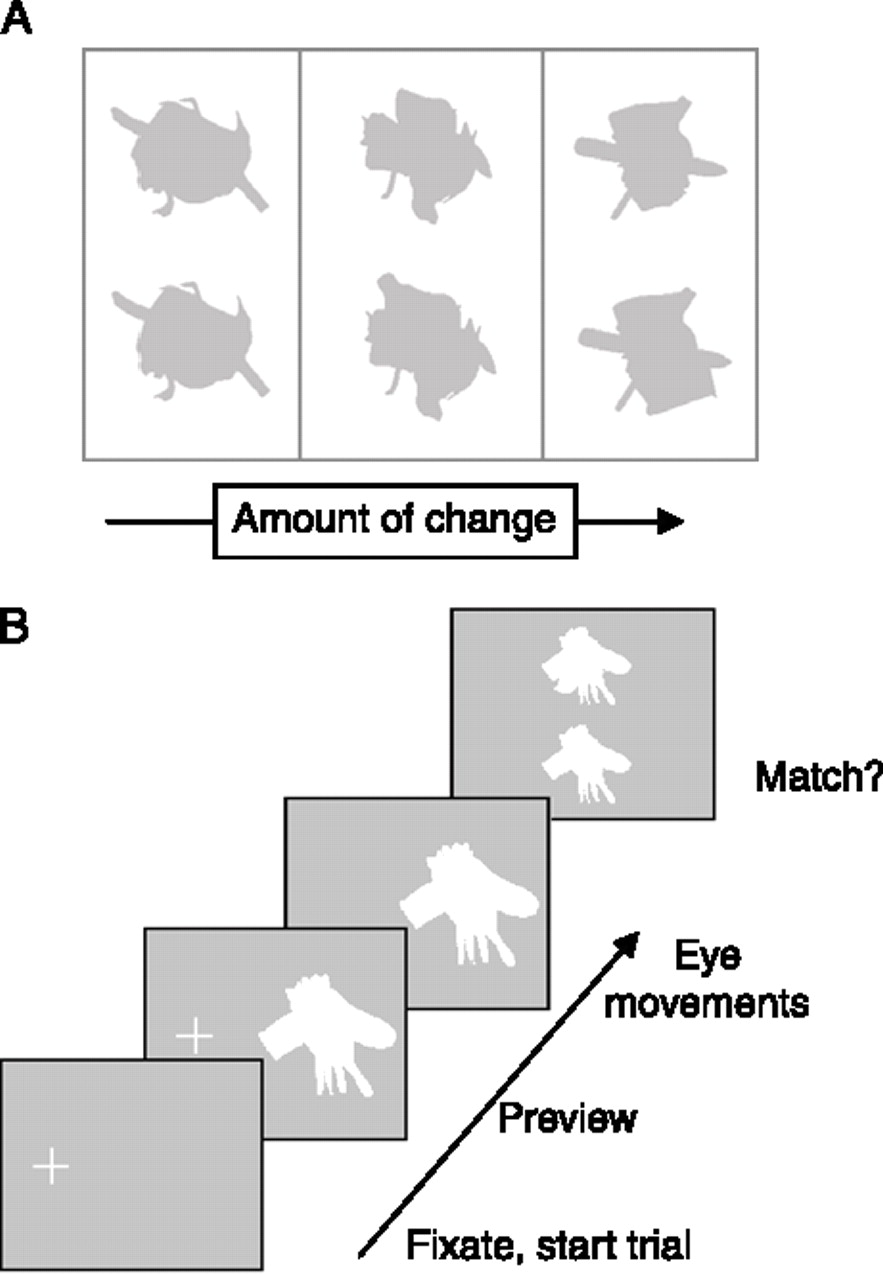 A
Amount of change
B
Match?
Eye
movements
Preview
Fixate, start trial